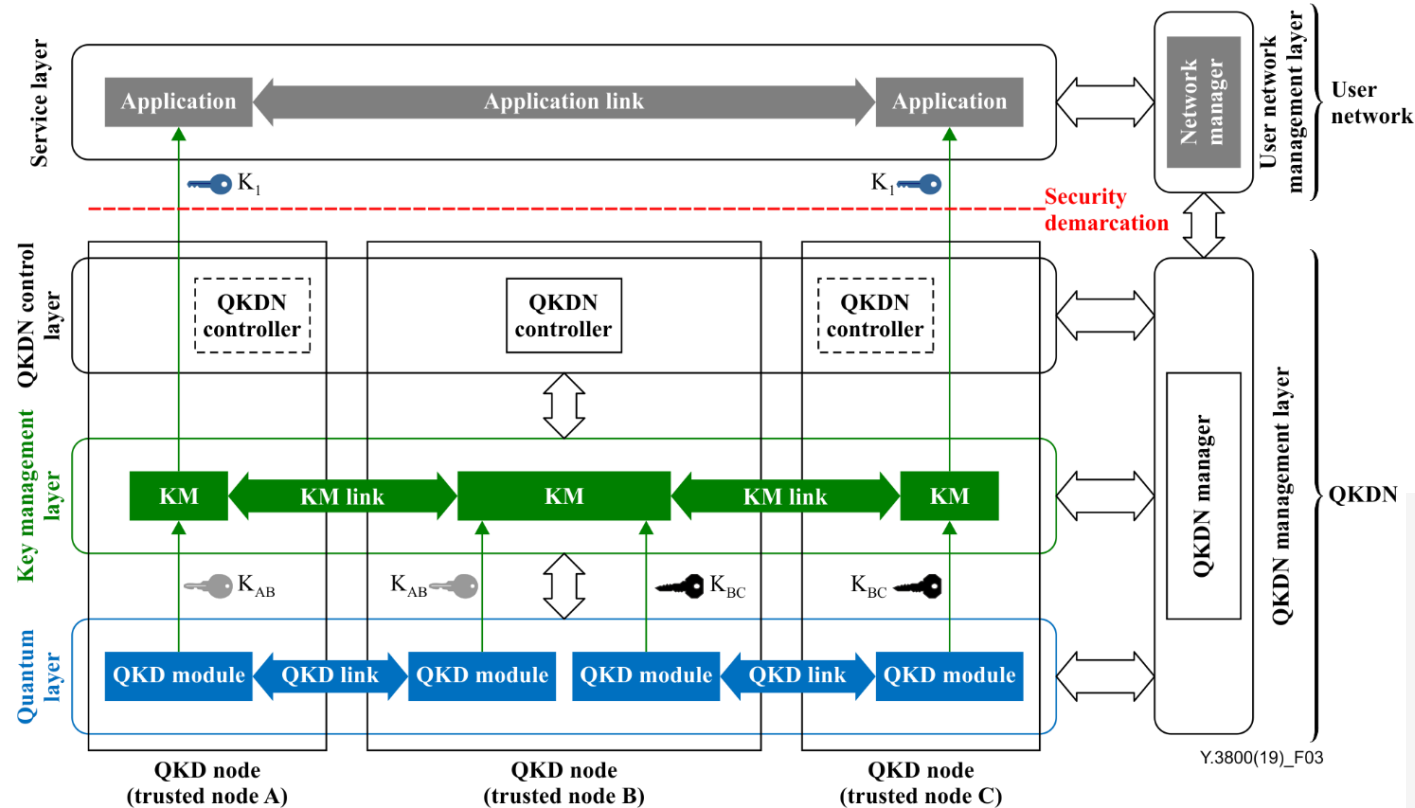 Service layer
Application
Application link
Application
Network
manager
User network
management layer
User
network
K1
K1
Security
demarcation
QKDN control
layer
QKDN
controller
QKDN
controller
QKDN
controller
Key management
layer
KM
KM link
KM
KM link
KM
QKDN manager
QKDN management layer
QKDN
KAB
KAB
KBC
KBC
Quantum
layer
QKD module
QKD link
QKD module
QKD module
QKD link
QKD module
Y.3800(19)_F03
QKD node
(trusted node A)
QKD node
(trusted node B)
QKD node
(trusted node C)